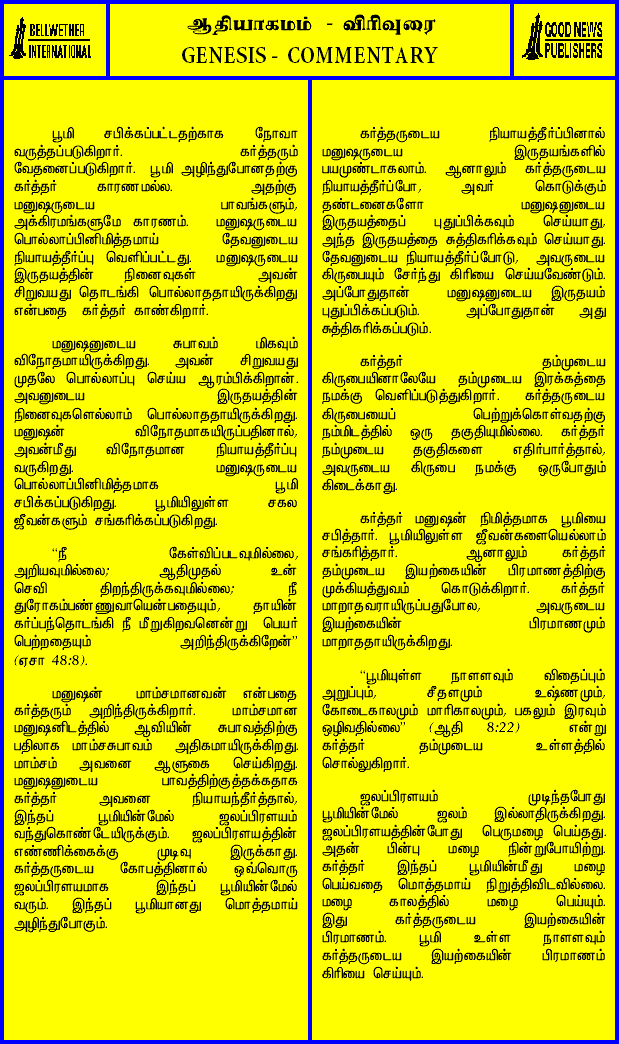 BELLWETHER
INTERNATIONAL
ஆதியாகமம் - விரிவுரை
GENESIS - COMMENTARY
GOOD NEWS
PUBLISHERS
பூமி சபிக்கப்பட்டதற்காக நோவா
வருத்தப்படுகிறார். கர்த்தரும்
வேதனைப்படுகிறார். பூமி அழிந்துபோனதற்கு
கர்த்தர் காரணமல்ல. அதற்கு
மனுஷருடைய பாவங்களும்,
அக்கிரமங்களுமே காரணம். மனுஷருடைய
பொல்லாப்பினிமித்தமாய் தேவனுடைய
நியாயத்தீர்ப்பு வெளிப்பட்டது. மனுஷருடைய
இருதயத்தின் நினைவுகள் அவன்
சிறுவயது தொடங்கி பொல்லாததாயிருக்கிறது
என்பதை கர்த்தர் காண்கிறார்.
மனுஷனுடைய சுபாவம் மிகவும்
விநோதமாயிருக்கிறது. அவன் சிறுவயது
முதலே பொல்லாப்பு செய்ய ஆரம்பிக்கிறான்.
அவனுடைய இருதயத்தின்
நினைவுகளெல்லாம் பொல்லாததாயிருக்கிறது.
மனுஷன் விநோதமாகயிருப்பதினால்,
அவன்மீது விநோதமான நியாயத்தீர்ப்பு
வருகிறது. மனுஷருடைய
பொல்லாப்பினிமித்தமாக பூமி
சபிக்கப்படுகிறது. பூமியிலுள்ள சகல
ஜீவன்களும் சங்கரிக்கப்படுகிறது.
“நீ கேள்விப்படவுமில்லை,
அறியவுமில்லை; ஆதிமுதல் உன்
செவி திறந்திருக்கவுமில்லை; நீ
துரோகம்பண்ணுவாயென்பதையும், தாயின்
கர்ப்பந்தொடங்கி நீ மீறுகிறவனென்று பெயர்
பெற்றதையும் அறிந்திருக்கிறேன்”
(ஏசா 48:8).
மனுஷன் மாம்சமானவன் என்பதை
கர்த்தரும் அறிந்திருக்கிறார். மாம்சமான
மனுஷனிடத்தில் ஆவியின் சுபாவத்திற்கு
பதிலாக மாம்சசுபாவம் அதிகமாயிருக்கிறது.
மாம்சம் அவனை ஆளுகை செய்கிறது.
மனுஷனுடைய பாவத்திற்குத்தக்கதாக
கர்த்தர் அவனை நியாயந்தீர்த்தால்,
இந்தப் பூமியின்மேல் ஜலப்பிரளயம்
வந்துகொண்டேயிருக்கும். ஜலப்பிரளயத்தின்
எண்ணிக்கைக்கு முடிவு இருக்காது.
கர்த்தருடைய கோபத்தினால் ஒவ்வொரு
ஜலப்பிரளயமாக இந்தப் பூமியின்மேல்
வரும். இந்தப் பூமியானது மொத்தமாய்
அழிந்துபோகும்.
கர்த்தருடைய நியாயத்தீர்ப்பினால்
மனுஷருடைய இருதயங்களில்
பயமுண்டாகலாம். ஆனாலும் கர்த்தருடைய
நியாயத்தீர்ப்போ, அவர் கொடுக்கும்
தண்டனைகளோ மனுஷனுடைய
இருதயத்தைப் புதுப்பிக்கவும் செய்யாது,
அந்த இருதயத்தை சுத்திகரிக்கவும் செய்யாது.
தேவனுடைய நியாயத்தீர்ப்போடு, அவருடைய
கிருபையும் சேர்ந்து கிரியை செய்யவேண்டும்.
அப்போதுதான் மனுஷனுடைய இருதயம்
புதுப்பிக்கப்படும். அப்போதுதான் அது
சுத்திகரிக்கப்படும்.
கர்த்தர் தம்முடைய
கிருபையினாலேயே தம்முடைய இரக்கத்தை
நமக்கு வெளிப்படுத்துகிறார். கர்த்தருடைய
கிருபையைப் பெற்றுக்கொள்வதற்கு
நம்மிடத்தில் ஒரு தகுதியுமில்லை. கர்த்தர்
நம்முடைய தகுதிகளை எதிர்பார்த்தால்,
அவருடைய கிருபை நமக்கு ஒருபோதும்
கிடைக்காது.
கர்த்தர் மனுஷன் நிமித்தமாக பூமியை
சபித்தார். பூமியிலுள்ள ஜீவன்களையெல்லாம்
சங்கரித்தார். ஆனாலும் கர்த்தர்
தம்முடைய இயற்கையின் பிரமாணத்திற்கு
முக்கியத்துவம் கொடுக்கிறார். கர்த்தர்
மாறாதவராயிருப்பதுபோல, அவருடைய
இயற்கையின் பிரமாணமும்
மாறாததாயிருக்கிறது.
“பூமியுள்ள நாளளவும் விதைப்பும்
அறுப்பும், சீதளமும் உஷ்ணமும்,
கோடைகாலமும் மாரிகாலமும், பகலும் இரவும்
ஒழிவதில்லை” (ஆதி 8:22) என்று
கர்த்தர் தம்முடைய உள்ளத்தில்
சொல்லுகிறார்.
ஜலப்பிரளயம் முடிந்தபோது
பூமியின்மேல் ஜலம் இல்லாதிருக்கிறது.
ஜலப்பிரளயத்தின்போது பெருமழை பெய்தது.
அதன் பின்பு மழை நின்றுபோயிற்று.
கர்த்தர் இந்தப் பூமியின்மீது மழை
பெய்வதை மொத்தமாய் நிறுத்திவிடவில்லை.
மழை காலத்தில் மழை பெய்யும்.
இது கர்த்தருடைய இயற்கையின்
பிரமாணம். பூமி உள்ள நாளளவும்
கர்த்தருடைய இயற்கையின் பிரமாணம்
கிரியை செய்யும்.